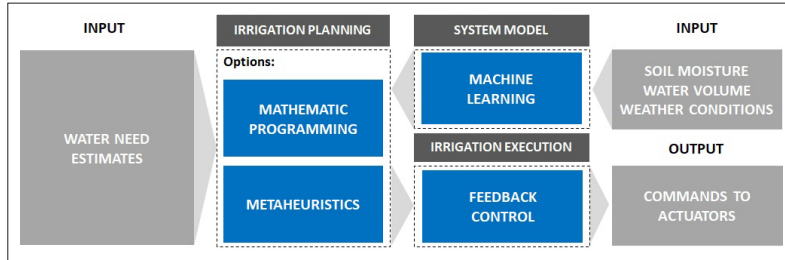 INPUT
IRRIGATION PLANNING
SYSTEM MODEL
INPUT
Options:
MATHEMATIC
PROGRAMMING
METAHEURISTICS
WATER NEED
ESTIMATES
MACHINE
LEARNING
SOIL MOISTURE
WATER VOLUME
WEATHER CONDITIONS
IRRIGATION EXECUTION
OUTPUT
FEEDBACK
CONTROL
COMMANDS TO
ACTUATORS